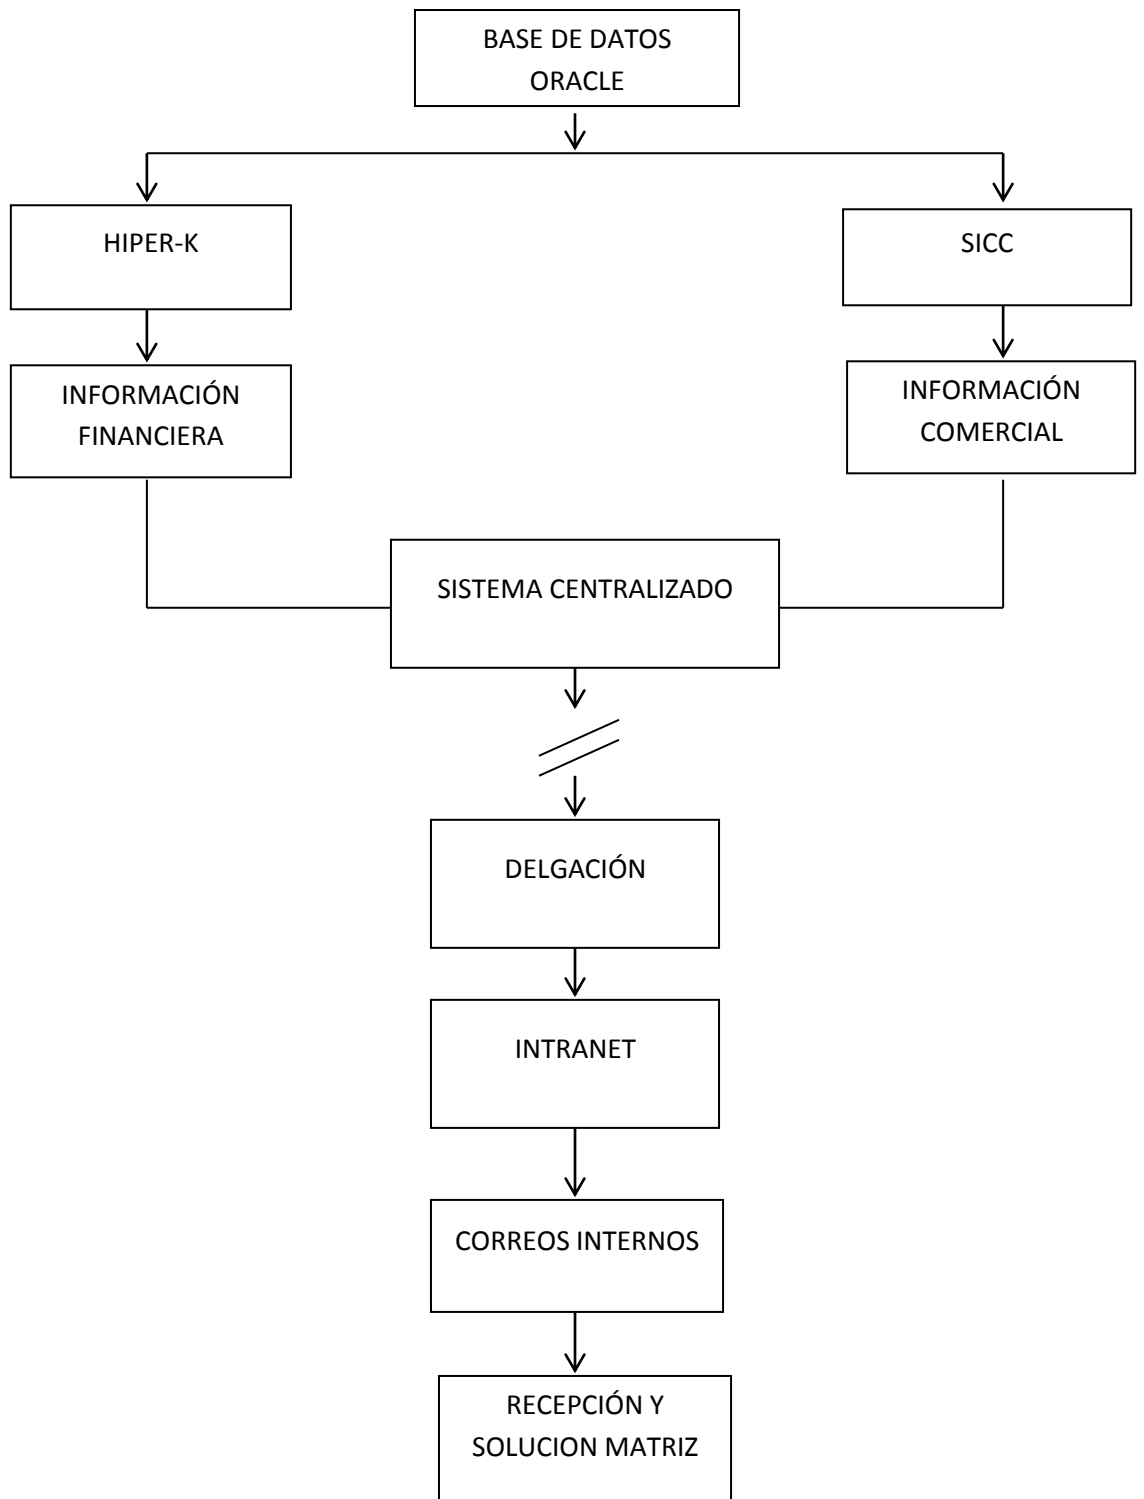 BASE DE DATOS
ORACLE
HIPER-K
SICC
INFORMACIÓN
FINANCIERA
INFORMACIÓN
COMERCIAL
SISTEMA CENTRALIZADO
DELGACIÓN
INTRANET
CORREOS INTERNOS
RECEPCIÓN Y
SOLUCION MATRIZ